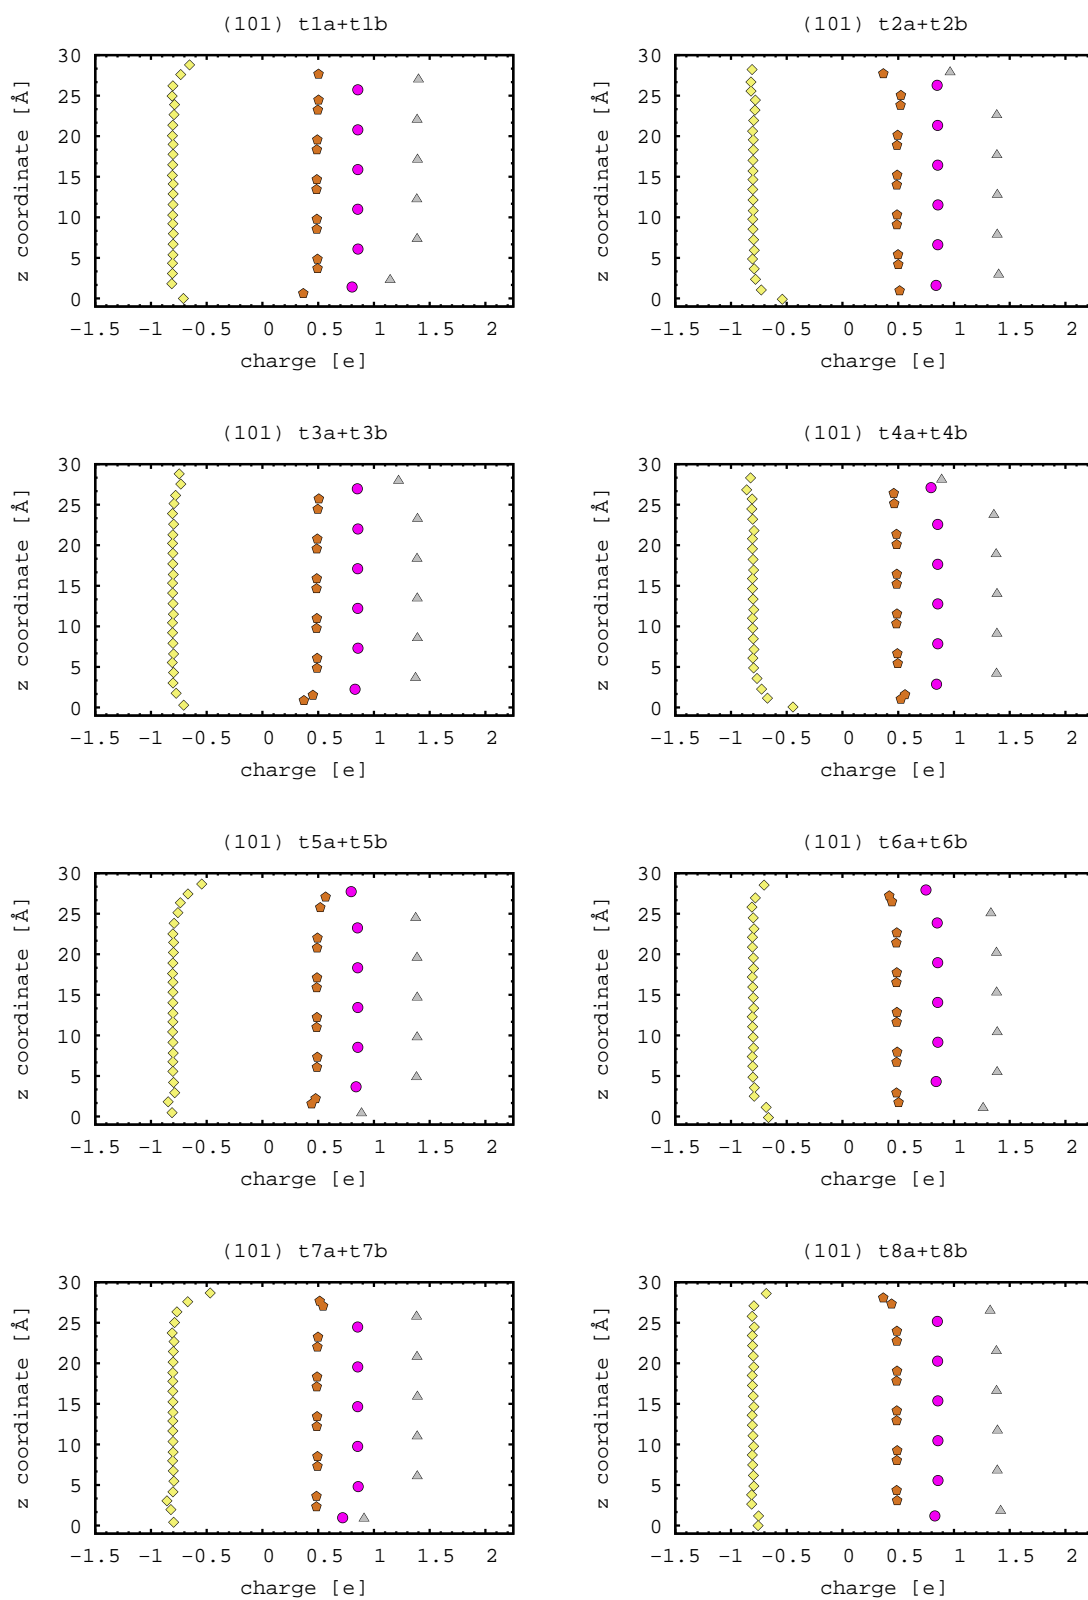 (101) t1a+t1b
(101) t2a+t2b
z coordinate [Å]
30
25
20
15
10
5
0
-1.5 -1 -0.5 0 0.5 1 1.5 2
charge [e]
z coordinate [Å]
30
25
20
15
10
5
0
-1.5 -1 -0.5 0 0.5 1 1.5 2
charge [e]
(101) t3a+t3b
(101) t4a+t4b
z coordinate [Å]
30
25
20
15
10
5
0
-1.5 -1 -0.5 0 0.5 1 1.5 2
charge [e]
z coordinate [Å]
30
25
20
15
10
5
0
-1.5 -1 -0.5 0 0.5 1 1.5 2
charge [e]
(101) t5a+t5b
(101) t6a+t6b
z coordinate [Å]
30
25
20
15
10
5
0
-1.5 -1 -0.5 0 0.5 1 1.5 2
charge [e]
z coordinate [Å]
30
25
20
15
10
5
0
-1.5 -1 -0.5 0 0.5 1 1.5 2
charge [e]
(101) t7a+t7b
(101) t8a+t8b
z coordinate [Å]
30
25
20
15
10
5
0
-1.5 -1 -0.5 0 0.5 1 1.5 2
charge [e]
z coordinate [Å]
30
25
20
15
10
5
0
-1.5 -1 -0.5 0 0.5 1 1.5 2
charge [e]